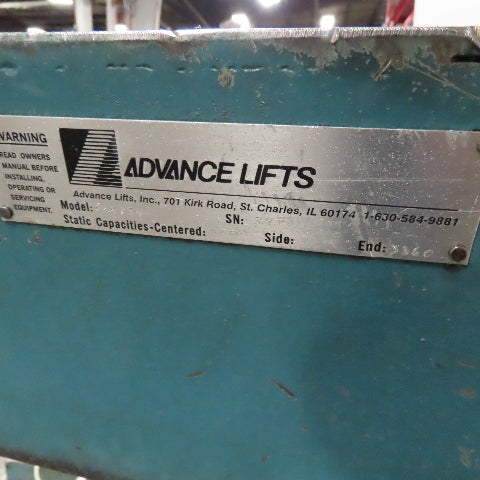 WARNING
READ OWNERS
MANUAL BEFORE
INSTALLING,
OPERATING OR
SERVICING
EQUIPMENT.
ADVANCE LIFTS
Advance Lifts, Inc., 701 Kirk Road, St. Charles, IL 60174 1-630-584-9881
Model: SN:
Static Capacities-Centered: Side: End: